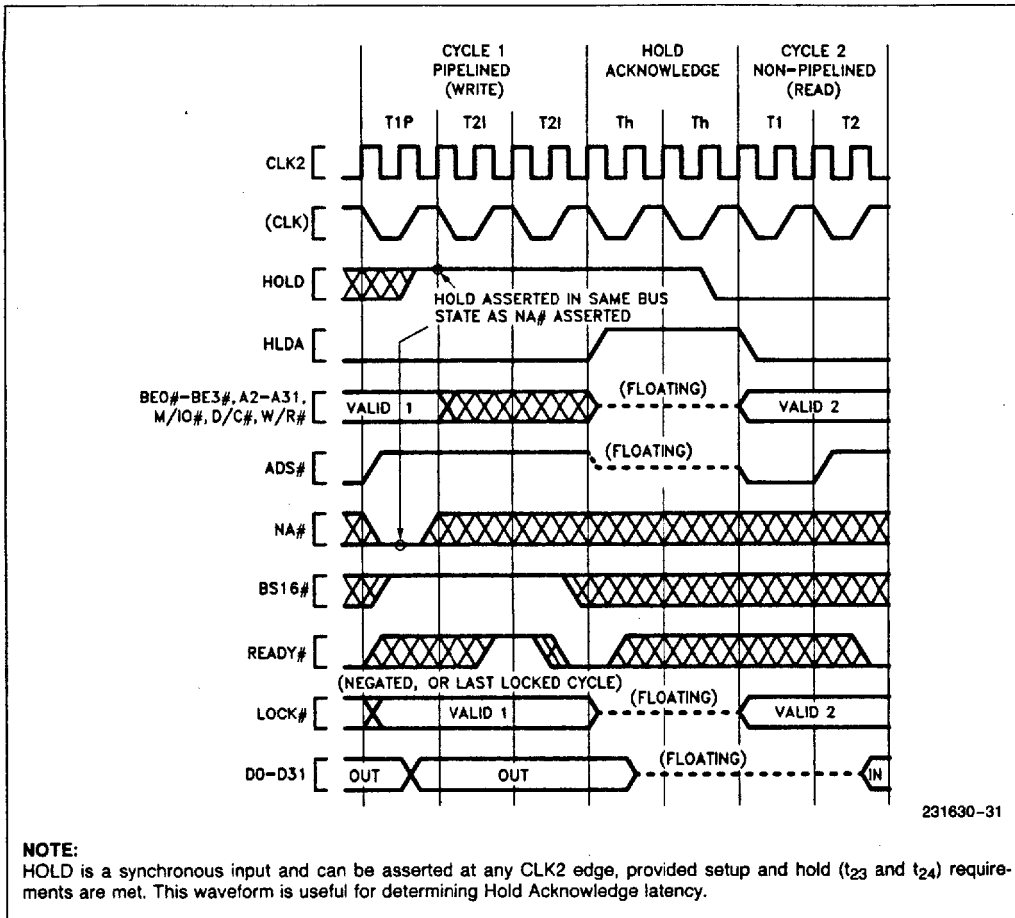 CYCLE 1
PIPELINED
(WRITE)
HOLD
ACKNOWLEDGE
CYCLE 2
NON-PIPELINED
(READ)
T1P T2I T2I Th Th T1 T2
CLK2
(CLK)
HOLD
HOLD ASSERTED IN SAME BUS
STATE AS NA# ASSERTED
HLDA
BE0#-BE3#, A2-A31,
M/IO#, D/C#, W/R#
VALID 1
(FLOATING)
VALID 2
ADS#
(FLOATING)
NA#
BS16#
READY#
(NEGATED, OR LAST LOCKED CYCLE)
LOCK#
VALID 1
(FLOATING)
VALID 2
D0-D31
OUT
OUT
(FLOATING)
IN
231630-31
NOTE:
HOLD is a synchronous input and can be asserted at any CLK2 edge, provided setup and hold (t23 and t24) require-
ments are met. This waveform is useful for determining Hold Acknowledge latency.